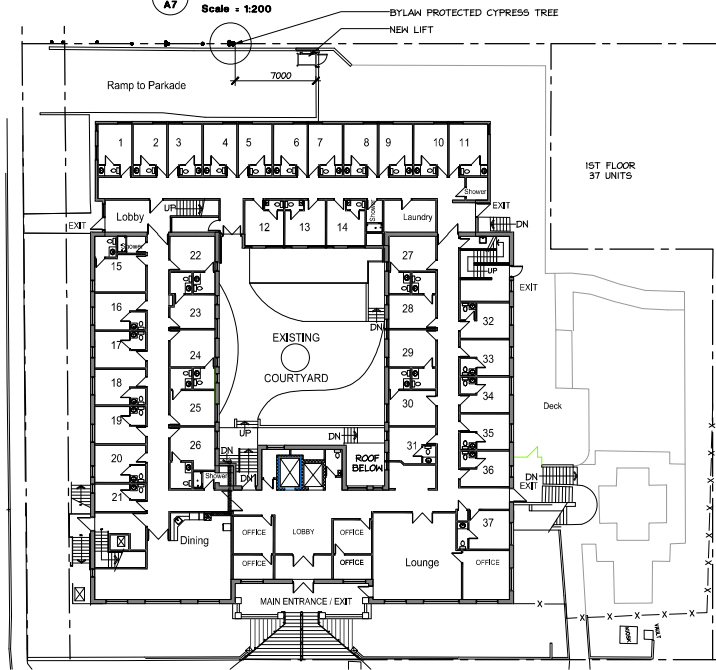 A7
Scale = 1:200
BYLAW PROTECTED CYPRESS TREE
NEW LIFT
7000
Ramp to Parkade
1 2 3 4 5 6 7 8 9 10 11
1ST FLOOR
37 UNITS
Shower
EXIT
Lobby
UP
12 13 14
Shower
Laundry
EXIT
DN
15
Shower
22
27
UP
EXIT
16
23
28
32
17
24
EXISTING
COURTYARD
DN
29
33
18
25
30
34
Deck
19
UP
DN
35
20
26
DN
DN
ROOF
BELOW
31
36
21
Shower
DN
EXIT
Dining
OFFICE
LOBBY
OFFICE
37
OFFICE
OFFICE
Lounge
OFFICE
MAIN ENTRANCE / EXIT
X X X X X X
X X X X X X